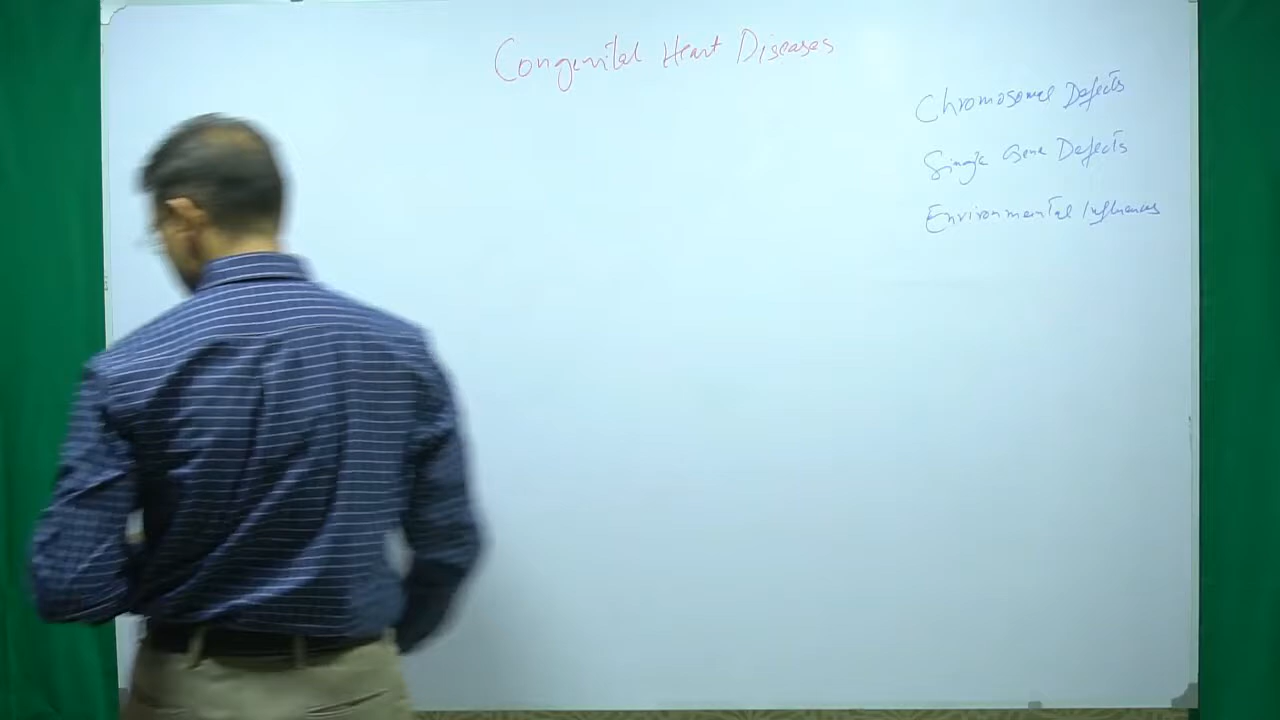 Congenital Heart Diseases
Chromosomal Defects
Single Gene Defects
Environmental Influences